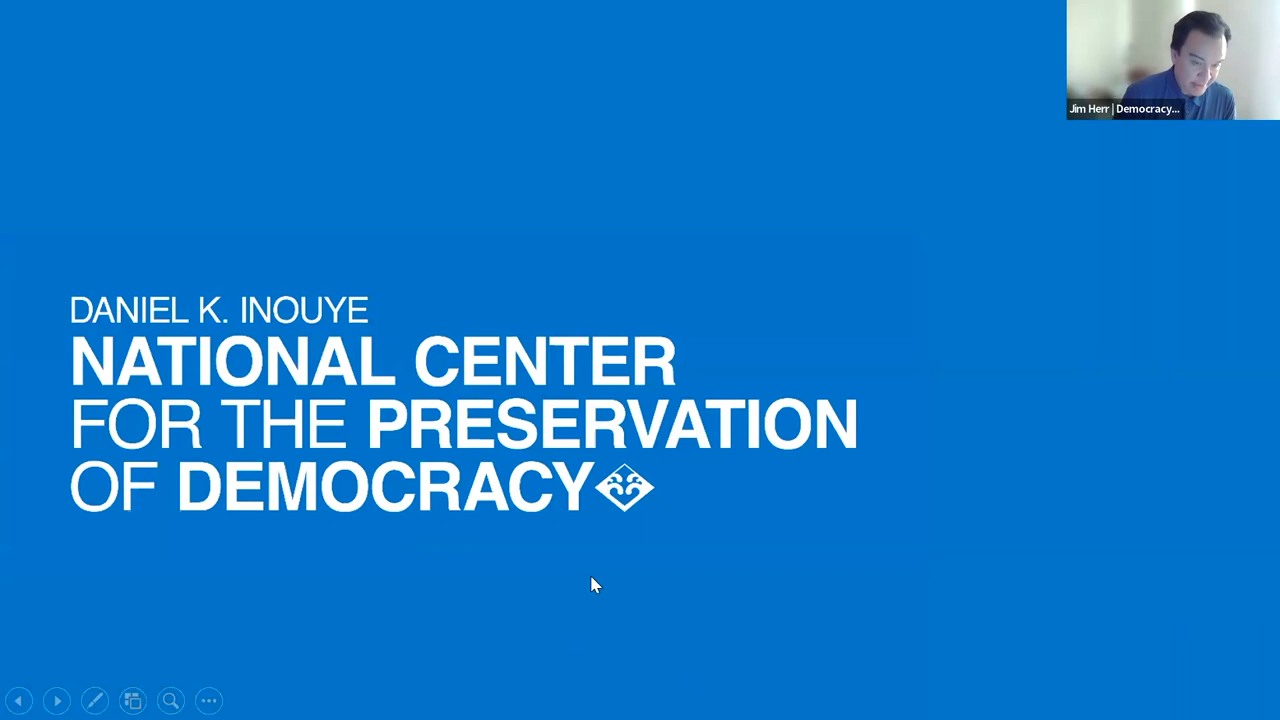 Jim Herr | Democracy...
DANIEL K. INOUYE
NATIONAL CENTER
FOR THE PRESERVATION
OF DEMOCRACY